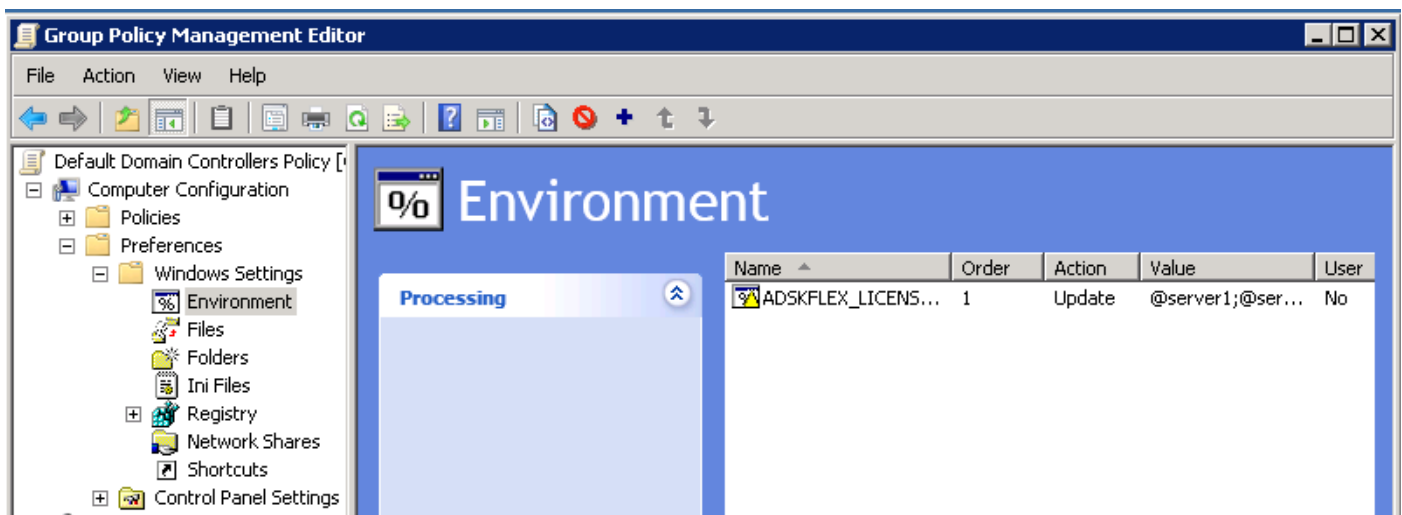 Group Policy Management Editor
File Action View Help
Default Domain Controllers Policy [
Computer Configuration
Policies
Preferences
Windows Settings
Environment
Files
Folders
Ini Files
Registry
Network Shares
Shortcuts
Control Panel Settings
% Environment
Processing
Name Order Action Value User
ADSKFLEX_LICENS... 1 Update @server1;@ser... No